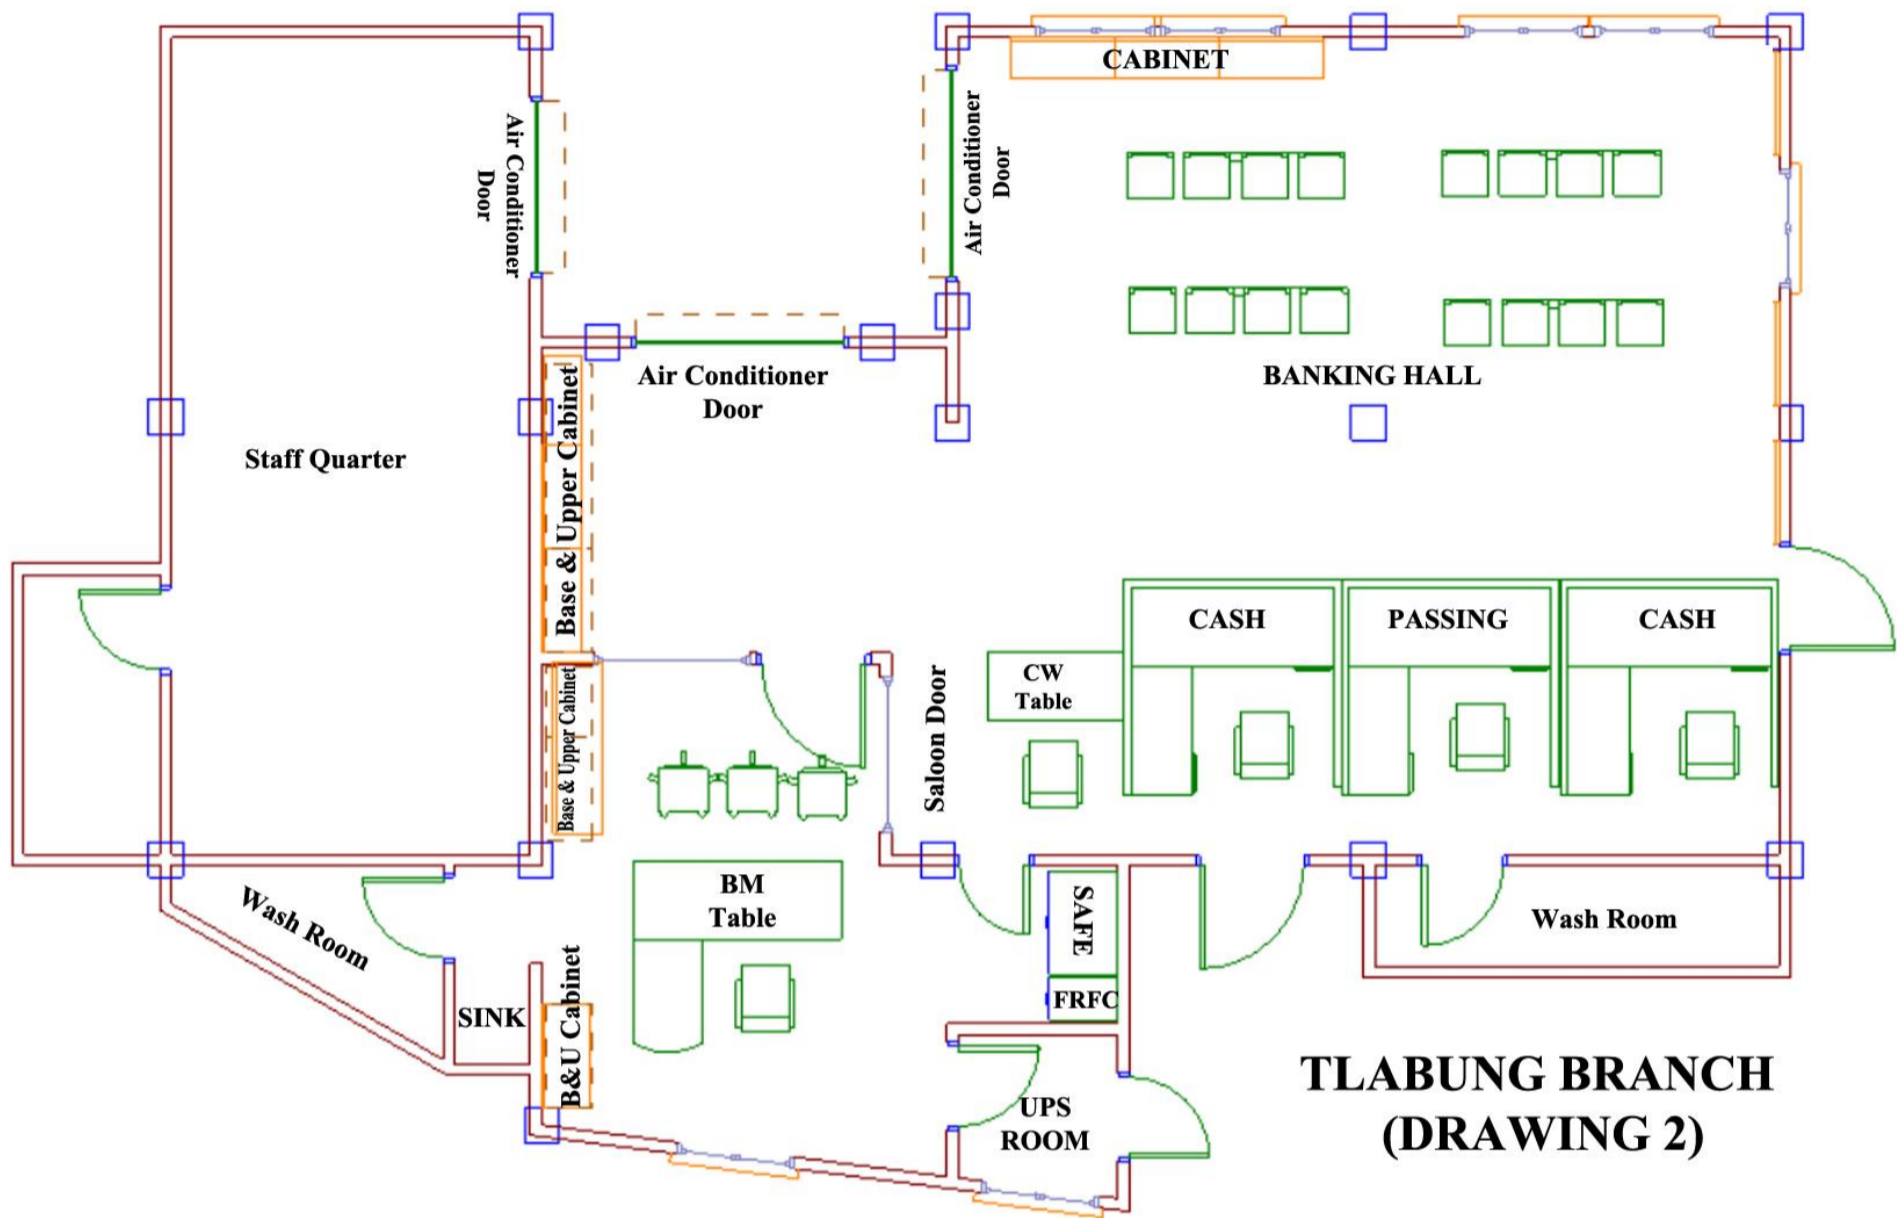 CABINET
Air Conditioner
Door
Air Conditioner
Door
Air Conditioner
Door
BANKING HALL
Staff Quarter
Base & Upper Cabinet
Base & Upper Cabinet
CASH
PASSING
CASH
CW
Table
Saloon Door
BM
Table
SAFE
FRFC
Wash Room
Wash Room
SINK
B&U Cabinet
UPS
ROOM
TLABUNG BRANCH
(DRAWING 2)